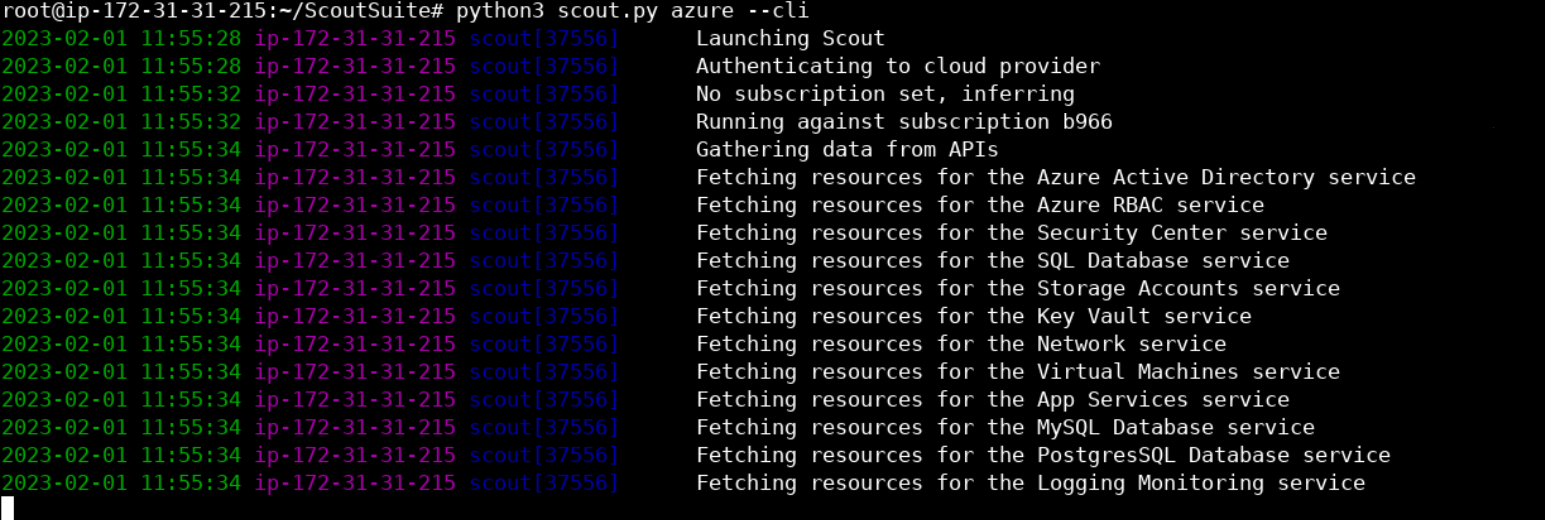 root@ip-172-31-31-215:~/ScoutSuite# python3 scout.py azure --cli
2023-02-01 11:55:28 ip-172-31-31-215 scout[37556] Launching Scout
2023-02-01 11:55:28 ip-172-31-31-215 scout[37556] Authenticating to cloud provider
2023-02-01 11:55:32 ip-172-31-31-215 scout[37556] No subscription set, inferring
2023-02-01 11:55:32 ip-172-31-31-215 scout[37556] Running against subscription b966
2023-02-01 11:55:34 ip-172-31-31-215 scout[37556] Gathering data from APIs
2023-02-01 11:55:34 ip-172-31-31-215 scout[37556] Fetching resources for the Azure Active Directory service
2023-02-01 11:55:34 ip-172-31-31-215 scout[37556] Fetching resources for the Azure RBAC service
2023-02-01 11:55:34 ip-172-31-31-215 scout[37556] Fetching resources for the Security Center service
2023-02-01 11:55:34 ip-172-31-31-215 scout[37556] Fetching resources for the SQL Database service
2023-02-01 11:55:34 ip-172-31-31-215 scout[37556] Fetching resources for the Storage Accounts service
2023-02-01 11:55:34 ip-172-31-31-215 scout[37556] Fetching resources for the Key Vault service
2023-02-01 11:55:34 ip-172-31-31-215 scout[37556] Fetching resources for the Network service
2023-02-01 11:55:34 ip-172-31-31-215 scout[37556] Fetching resources for the Virtual Machines service
2023-02-01 11:55:34 ip-172-31-31-215 scout[37556] Fetching resources for the App Services service
2023-02-01 11:55:34 ip-172-31-31-215 scout[37556] Fetching resources for the MySQL Database service
2023-02-01 11:55:34 ip-172-31-31-215 scout[37556] Fetching resources for the PostgresSQL Database service
2023-02-01 11:55:34 ip-172-31-31-215 scout[37556] Fetching resources for the Logging Monitoring service